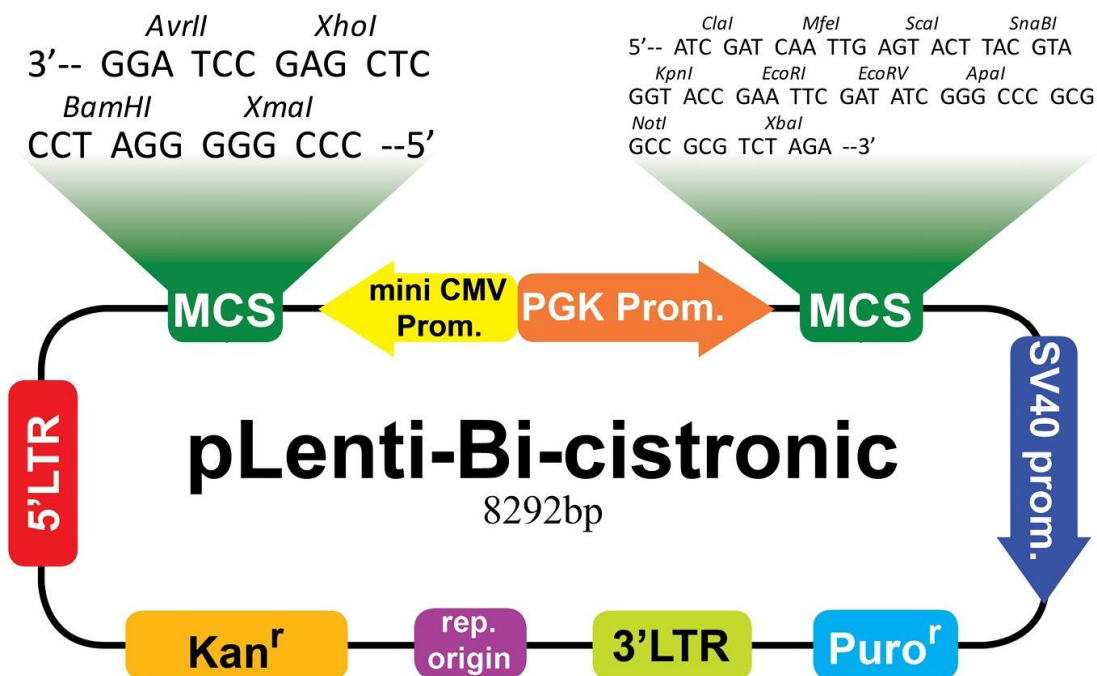 AvrII XhoI
3’-- GGA TCC GAG CTC
BamHI XmaI
CCT AGG GGG CCC --5’
ClaI MfeI ScaI SnaBI
5’-- ATC GAT CAA TTG AGT ACT TAC GTA
KpnI EcoRI EcoRV ApaI
GGT ACC GAA TTC GAT ATC GGG CCC GCG
NotI XbaI
GCC GCG TCT AGA --3’
MCS
mini CMV
Prom.
PGK Prom.
MCS
SV40 prom.
5’LTR
pLenti-Bi-cistronic
8292bp
Kanʳ
rep.
origin
3’LTR
Puroʳ